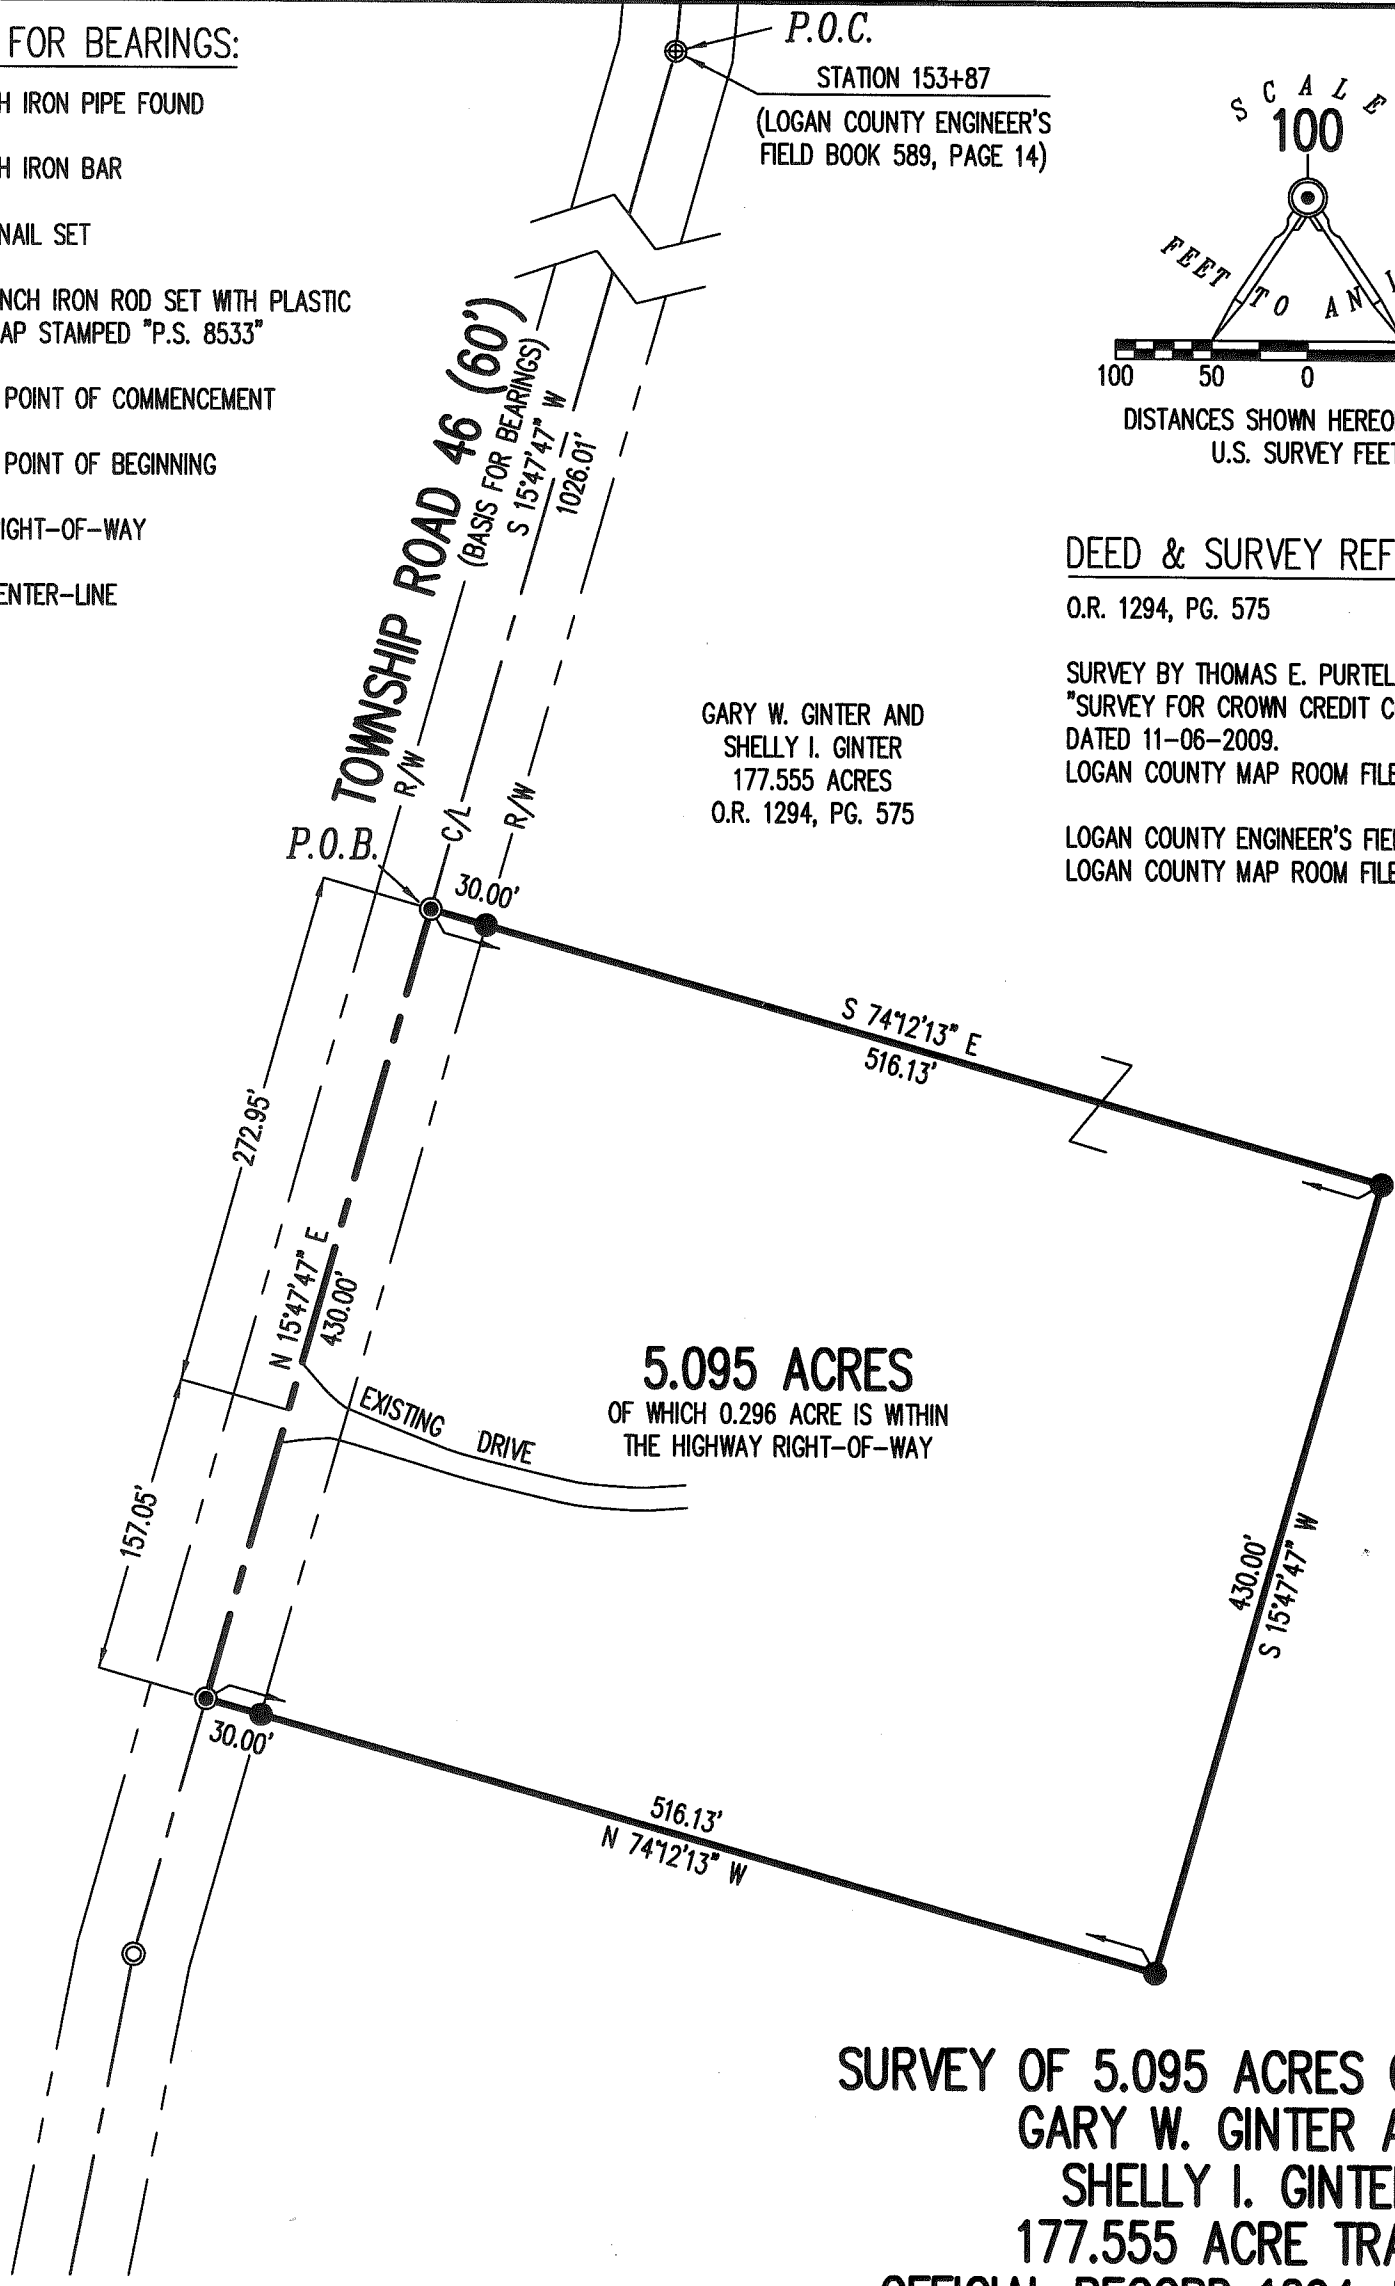 FOR BEARINGS:
H IRON PIPE FOUND
H IRON BAR
NAIL SET
NCH IRON ROD SET WITH PLASTIC
AP STAMPED "P.S. 8533"
POINT OF COMMENCEMENT
POINT OF BEGINNING
IGHT-OF-WAY
ENTER-LINE
P.O.C.
STATION 153+87
(LOGAN COUNTY ENGINEER'S
FIELD BOOK 589, PAGE 14)
SCALE
100
FEET TO AN I
100 50 0
DISTANCES SHOWN HEREO
U.S. SURVEY FEET
DEED & SURVEY REF
O.R. 1294, PG. 575
SURVEY BY THOMAS E. PURTEL
"SURVEY FOR CROWN CREDIT C
DATED 11-06-2009.
LOGAN COUNTY MAP ROOM FILE
LOGAN COUNTY ENGINEER'S FIE
LOGAN COUNTY MAP ROOM FILE
TOWNSHIP ROAD 46 (60')
(BASIS FOR BEARINGS)
S 15°47'47" W
1026.01'
R/W
C/L
R/W
GARY W. GINTER AND
SHELLY I. GINTER
177.555 ACRES
O.R. 1294, PG. 575
P.O.B.
30.00'
S 74°12'13" E
516.13'
272.95'
N 15°47'47" E
430.00'
EXISTING DRIVE
5.095 ACRES
OF WHICH 0.296 ACRE IS WITHIN
THE HIGHWAY RIGHT-OF-WAY
157.05'
430.00'
S 15°47'47" W
30.00'
516.13'
N 74°12'13" W
SURVEY OF 5.095 ACRES
GARY W. GINTER A
SHELLY I. GINTER
177.555 ACRE TRA
OFFICIAL RECORD 1294